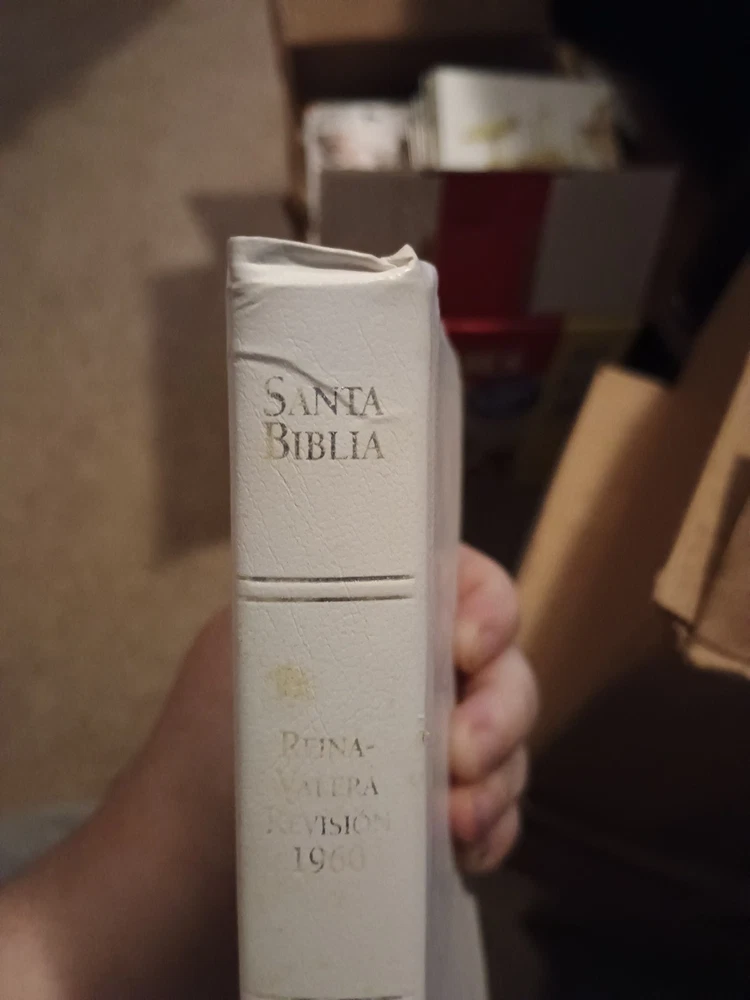 SANTA
BIBLIA
REINA-
VALERA
REVISIÓN
1960